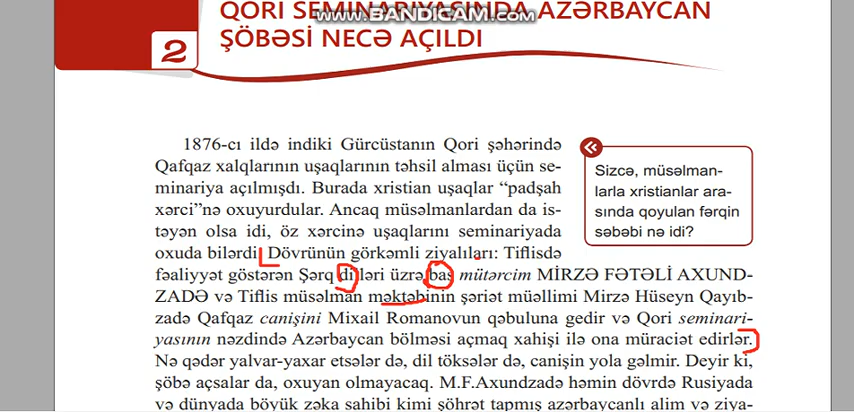 QORİ SEMİNARİYASINDA AZƏRBAYCAN
www.BANDICAM.com
ŞÖBƏSİ NECƏ AÇILDI
2
1876-cı ildə indiki Gürcüstanın Qori şəhərində
Qafqaz xalqlarının uşaqlarının təhsil alması üçün se-
minariya açılmışdı. Burada xristian uşaqlar “padşah
xərci”nə oxuyurdular. Ancaq müsəlmanlardan da is-
təyən olsa idi, öz xərcinə uşaqlarını seminariyada
oxuda bilərdi. Dövrünün görkəmli ziyalıları: Tiflisdə
fəaliyyət göstərən Şərq dilləri üzrə baş mütərcim MİRZƏ FƏTƏLİ AXUND-
ZADƏ və Tiflis müsəlman məktəbinin şəriət müəllimi Mirzə Hüseyn Qayıb-
zadə Qafqaz canişini Mixail Romanovun qəbuluna gedir və Qori seminari-
yasının nəzdində Azərbaycan bölməsi açmaq xahişi ilə ona müraciət edirlər.
Nə qədər yalvar-yaxar etsələr də, dil töksələr də, canişin yola gəlmir. Deyir ki,
şöbə açsalar da, oxuyan olmayacaq. M.F.Axundzadə həmin dövrdə Rusiyada
və dünyada böyük zəka sahibi kimi şöhrət tapmış azərbaycanlı alim və ziya-
Sizcə, müsəlman-
larla xristianlar ara-
sında qoyulan fərqin
səbəbi nə idi?